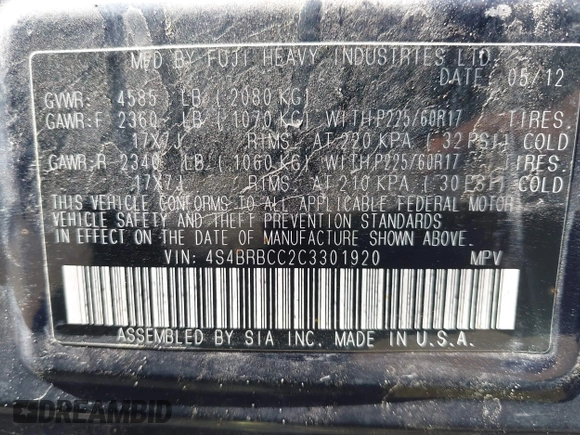 MFD BY FUJI HEAVY INDUSTRIES LTD.
DATE 05/12
GVWR: 4585 LB ( 2080 KG)
GAWR:F 2360 LB ( 1070 KG) WITH P225/60R17 TIRES.
17X7J RIMS. AT 220 KPA ( 32 PSI) COLD
GAWR:R 2340 LB ( 1060 KG) WITH P225/60R17 TIRES.
17X7J RIMS. AT 210 KPA ( 30 PSI) COLD
THIS VEHICLE CONFORMS TO ALL APPLICABLE FEDERAL MOTOR
VEHICLE SAFETY AND THEFT PREVENTION STANDARDS
IN EFFECT ON THE DATE OF MANUFACTURE SHOWN ABOVE.
VIN: 4S4BRBCC2C3301920 MPV
ASSEMBLED BY SIA INC. MADE IN U.S.A.
DREAMBID